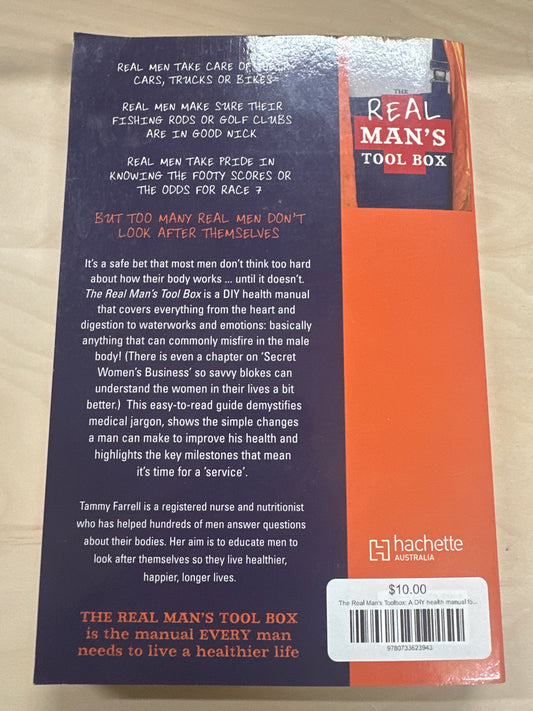 REAL MEN TAKE CARE OF THEIR
CARS, TRUCKS OR BIKES
REAL MEN MAKE SURE THEIR
FISHING RODS OR GOLF CLUBS
ARE IN GOOD NICK
REAL MEN TAKE PRIDE IN
KNOWING THE FOOTY SCORES OR
THE ODDS FOR RACE 7
BUT TOO MANY REAL MEN DON'T
LOOK AFTER THEMSELVES
It's a safe bet that most men don't think too hard
about how their body works ... until it doesn't.
The Real Man's Tool Box is a DIY health manual
that covers everything from the heart and
digestion to waterworks and emotions: basically
anything that can commonly misfire in the male
body! (There is even a chapter on 'Secret
Women's Business' so savvy blokes can
understand the women in their lives a bit
better.) This easy-to-read guide demystifies
medical jargon, shows the simple changes
a man can make to improve his health and
highlights the key milestones that mean
it's time for a 'service'.
Tammy Farrell is a registered nurse and nutritionist
who has helped hundreds of men answer questions
about their bodies. Her aim is to educate men to
look after themselves so they live healthier,
happier, longer lives.
THE REAL MAN'S TOOL BOX
is the manual EVERY man
needs to live a healthier life
THE
REAL
MAN'S
TOOL BOX
hachette
AUSTRALIA
$10.00
The Real Man's Toolbox: A DIY health manual fo...
9780733623943